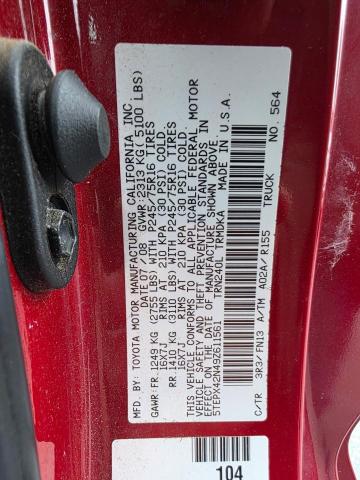 MFD. BY: TOYOTA MOTOR MANUFACTURING CALIFORNIA INC.
DATE: 07 / 08 GVWR: 2313 KG( 5100 LBS)
GAWR: FR. 1249 KG (2755 LBS) WITH P245/75R16 TIRES
16X7J RIMS AT 210 KPA (30 PSI) COLD.
RR. 1410 KG (3110 LBS) WITH P245/75R16 TIRES
16X7J RIMS AT 210 KPA (30 PSI) COLD.
THIS VEHICLE CONFORMS TO ALL APPLICABLE FEDERAL MOTOR
VEHICLE SAFETY AND THEFT PREVENTION STANDARDS IN
EFFECT ON THE DATE OF MANUFACTURE SHOWN ABOVE.
5TEPX42N49Z611561 TRN240L TRMDKA MADE IN U.S.A.
C/TR 3R3/ FN13 A/TM A02A/ R155 TRUCK NO. 564
104